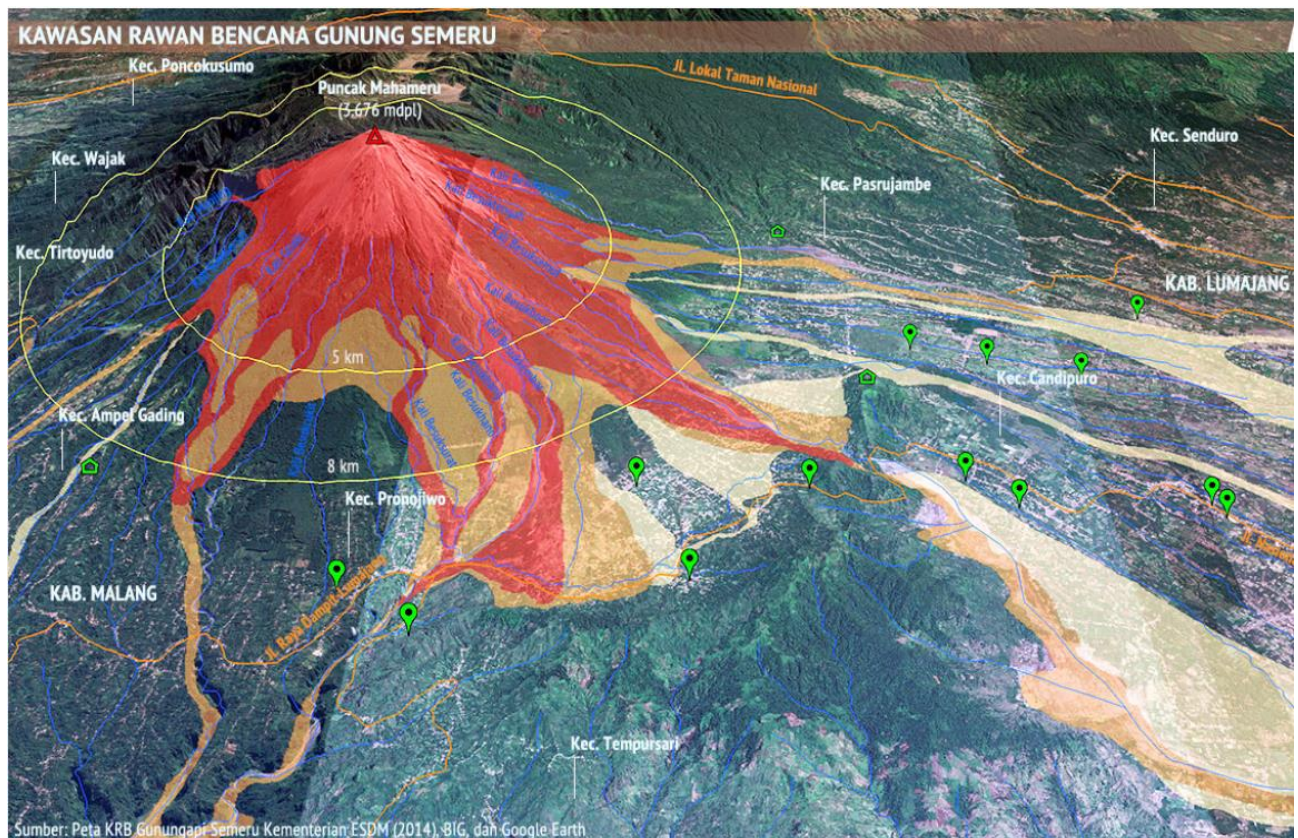 KAWASAN RAWAN BENCANA GUNUNG SEMERU
Kec. Poncokusumo
Jl. Lokal Taman Nasional
Puncak Mahameru
(3,676 mdpl)
Kec. Senduro
Kec. Wajak
Kec. Pasrujambe
Kec. Tirtoyudo
KAB. LUMAJANG
5 km
Kec. Candipuro
Kec. Ampel Gading
8 km
Kec. Pronojiwo
KAB. MALANG
Jl. Raya Dampit-Lumajang
Kec. Tempursari
Sumber: Peta KRB Gunungapi Semeru Kementerian ESDM (2014), BIG, dan Google Earth